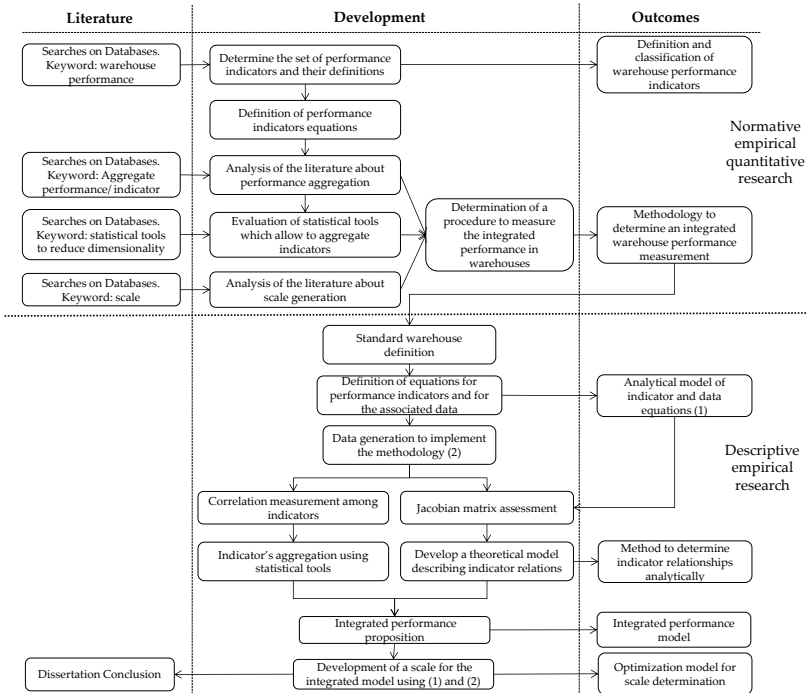 Literature
Development
Outcomes
Searches on Databases.
Keyword: warehouse
performance
Determine the set of performance
indicators and their definitions
Definition and
classification of
warehouse performance
indicators
Definition of performance
indicators equations
Normative
empirical
quantitative
research
Searches on Databases.
Keyword: Aggregate
performance/ indicator
Analysis of the literature about
performance aggregation
Searches on Databases.
Keyword: statistical tools
to reduce dimensionality
Evaluation of statistical tools
which allow to aggregate
indicators
Determination of a
procedure to measure
the integrated
performance in
warehouses
Methodology to
determine an integrated
warehouse performance
measurement
Searches on Databases.
Keyword: scale
Analysis of the literature about
scale generation
Standard warehouse
definition
Definition of equations for
performance indicators and for
the associated data
Analytical model of
indicator and data
equations (1)
Data generation to implement
the methodology (2)
Descriptive
empirical
research
Correlation measurement among
indicators
Jacobian matrix assessment
Indicator's aggregation using
statistical tools
Develop a theoretical model
describing indicator relations
Method to determine
indicator relationships
analytically
Integrated performance
proposition
Integrated performance
model
Dissertation Conclusion
Development of a scale for the
integrated model using (1) and (2)
Optimization model for
scale determination